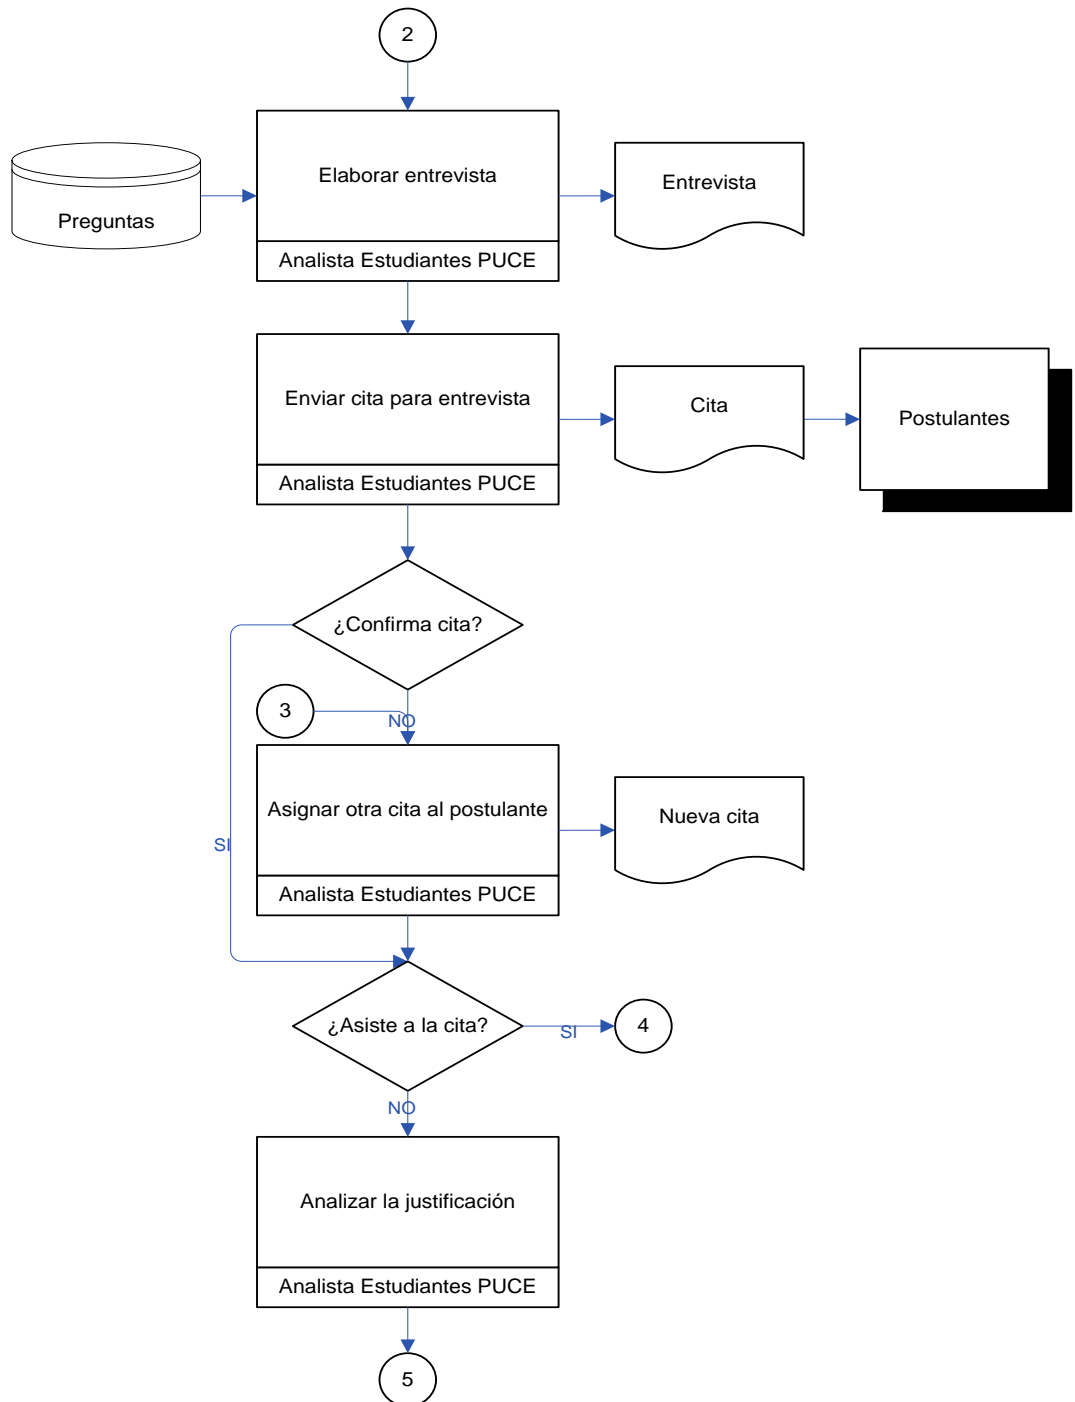 2
Elaborar entrevista
Entrevista
Preguntas
Analista Estudiantes PUCE
Enviar cita para entrevista
Cita
Postulantes
Analista Estudiantes PUCE
¿Confirma cita?
3
NO
Asignar otra cita al postulante
Nueva cita
SI
Analista Estudiantes PUCE
¿Asiste a la cita?
SI
4
NO
Analizar la justificación
Analista Estudiantes PUCE
5